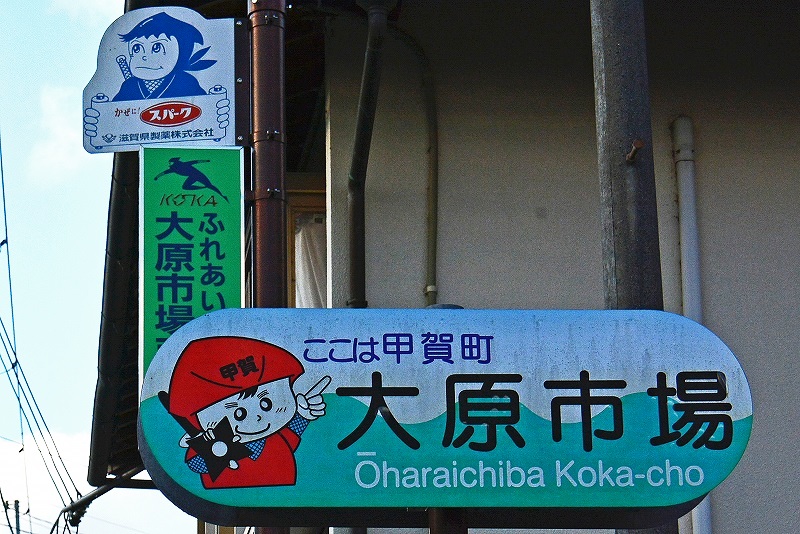 かぜに!
スパーク
滋賀県製薬株式会社
KOKA
ふれあい
大原市場
甲賀
ここは甲賀町
大原市場
Ōharaichiba Koka-cho